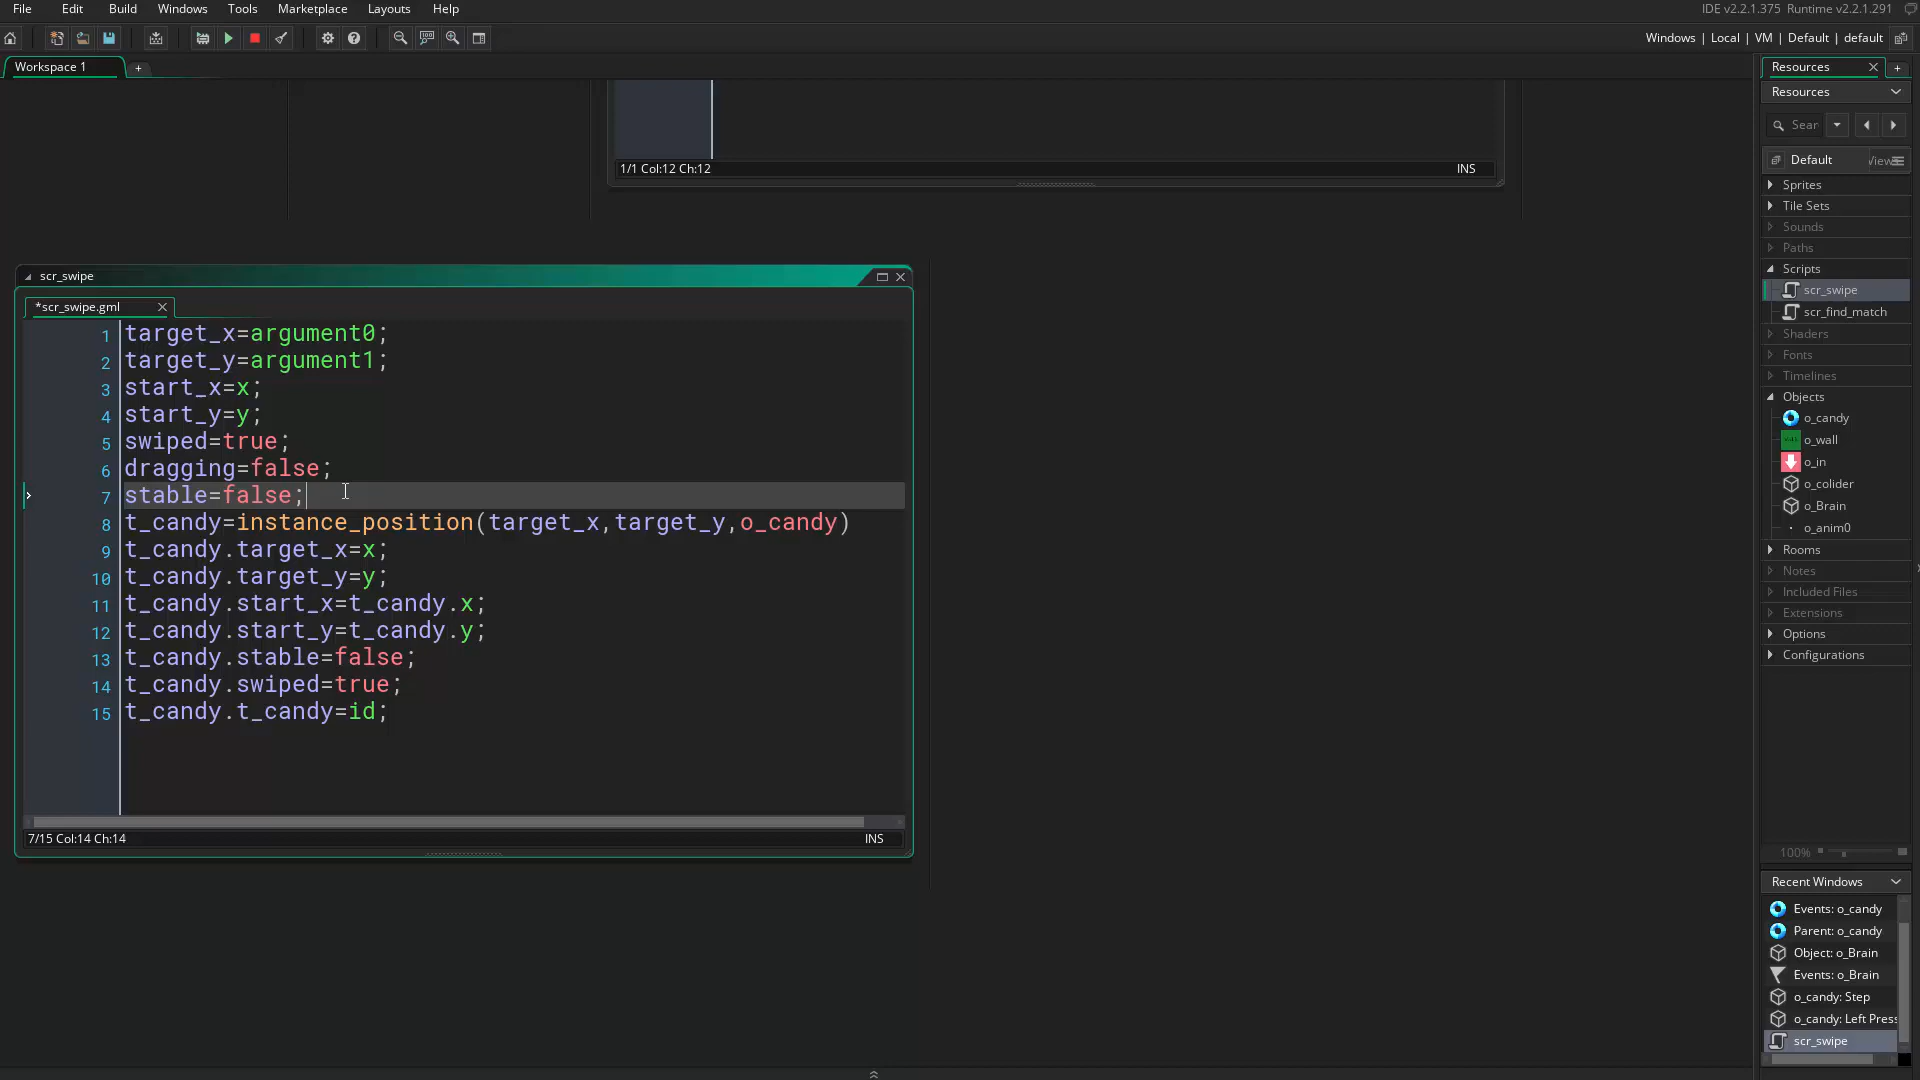 File Edit Build Windows Tools Marketplace Layouts Help
IDE v2.2.1.375 Runtime v2.2.1.291
Windows | Local | VM | Default | default
Workspace 1
1/1 Col:12 Ch:12
INS
scr_swipe
*scr_swipe.gml
1 target_x=argument0;
2 target_y=argument1;
3 start_x=x;
4 start_y=y;
5 swiped=true;
6 dragging=false;
7 stable=false;
8 t_candy=instance_position(target_x,target_y,o_candy)
9 t_candy.target_x=x;
10 t_candy.target_y=y;
11 t_candy.start_x=t_candy.x;
12 t_candy.start_y=t_candy.y;
13 t_candy.stable=false;
14 t_candy.swiped=true;
15 t_candy.t_candy=id;
7/15 Col:14 Ch:14
INS
Resources
Resources
Sear
Default
Views
Sprites
Tile Sets
Sounds
Paths
Scripts
scr_swipe
scr_find_match
Shaders
Fonts
Timelines
Objects
o_candy
o_wall
o_in
o_colider
o_Brain
o_anim0
Rooms
Notes
Included Files
Extensions
Options
Configurations
100%
Recent Windows
Events: o_candy
Parent: o_candy
Object: o_Brain
Events: o_Brain
o_candy: Step
o_candy: Left Press
scr_swipe